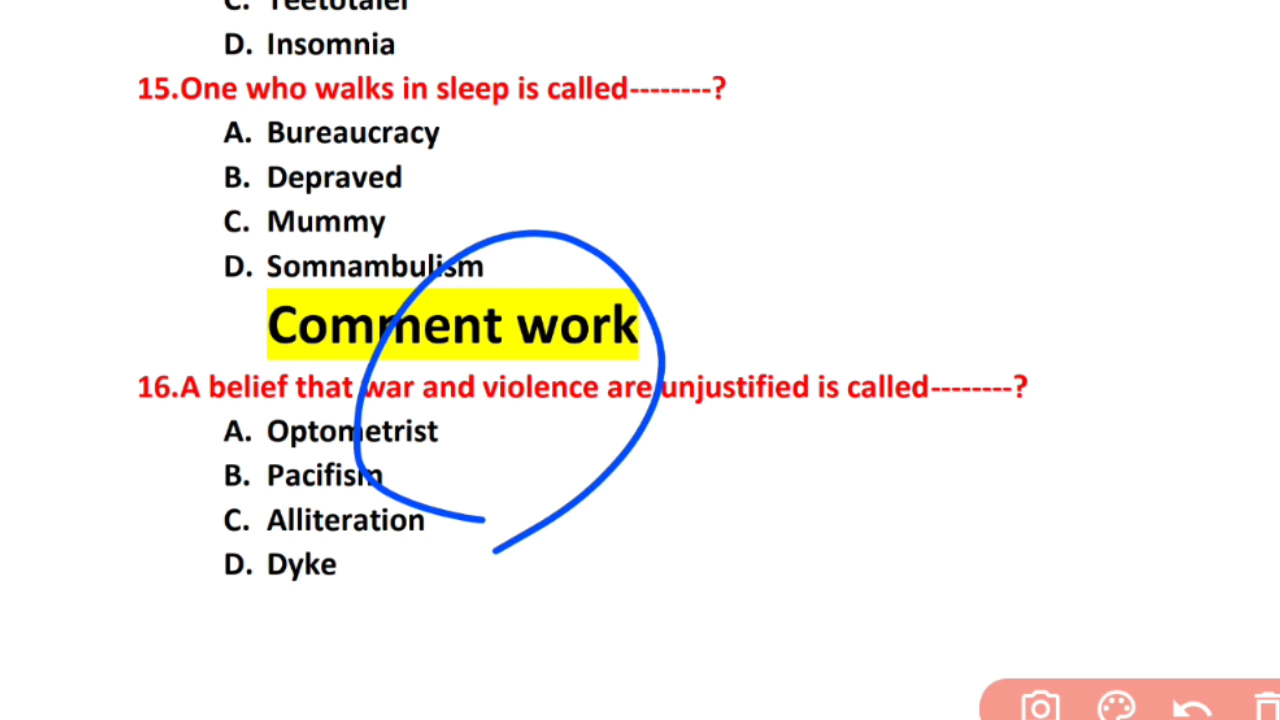 C. Teetotaler
D. Insomnia
15.One who walks in sleep is called--------?
A. Bureaucracy
B. Depraved
C. Mummy
D. Somnambulism
Comment work
16.A belief that war and violence are unjustified is called--------?
A. Optometrist
B. Pacifism
C. Alliteration
D. Dyke